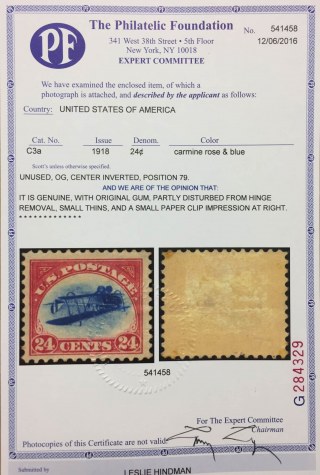 PF
The Philatelic Foundation
341 West 38th Street • 5th Floor
New York, NY 10018
EXPERT COMMITTEE
No. 541458
12/06/2016
We have examined the enclosed item, of which a
photograph is attached, and described by the applicant as follows:
Country: UNITED STATES OF AMERICA
Cat. No. Issue Denom. Color
C3a 1918 24¢ carmine rose & blue
Scott's unless otherwise specified.
UNUSED, OG, CENTER INVERTED, POSITION 79.
AND WE ARE OF THE OPINION THAT:
IT IS GENUINE, WITH ORIGINAL GUM, PARTLY DISTURBED FROM HINGE
REMOVAL, SMALL THINS, AND A SMALL PAPER CLIP IMPRESSION AT RIGHT.
* * * * * * * * * * * * *
U.S. POSTAGE
24 CENTS 24
541458
G 284329
For The Expert Committee
Chairman
Photocopies of this Certificate are not valid.
Submitted by
LESLIE HINDMAN